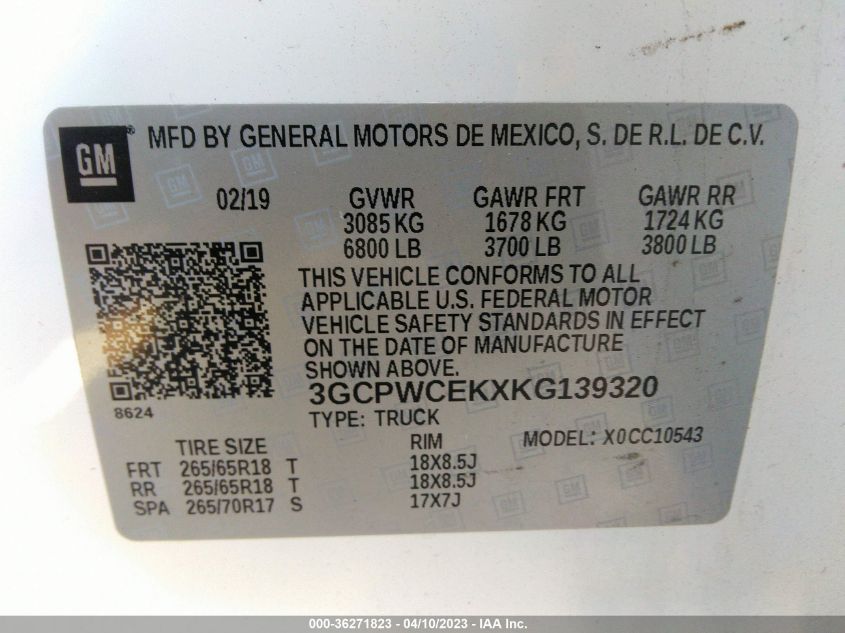 GM ® MFD BY GENERAL MOTORS DE MEXICO, S. DE R.L. DE C.V.
02/19 GVWR GAWR FRT GAWR RR
3085 KG 1678 KG 1724 KG
6800 LB 3700 LB 3800 LB
THIS VEHICLE CONFORMS TO ALL
APPLICABLE U.S. FEDERAL MOTOR
VEHICLE SAFETY STANDARDS IN EFFECT
ON THE DATE OF MANUFACTURE
SHOWN ABOVE.
3GCPWCEKXKG139320
8624
TYPE: TRUCK
TIRE SIZE RIM MODEL: X0CC10543
FRT 265/65R18 T 18X8.5J
RR 265/65R18 T 18X8.5J
SPA 265/70R17 S 17X7J
000-36271823 - 04/10/2023 - IAA Inc.